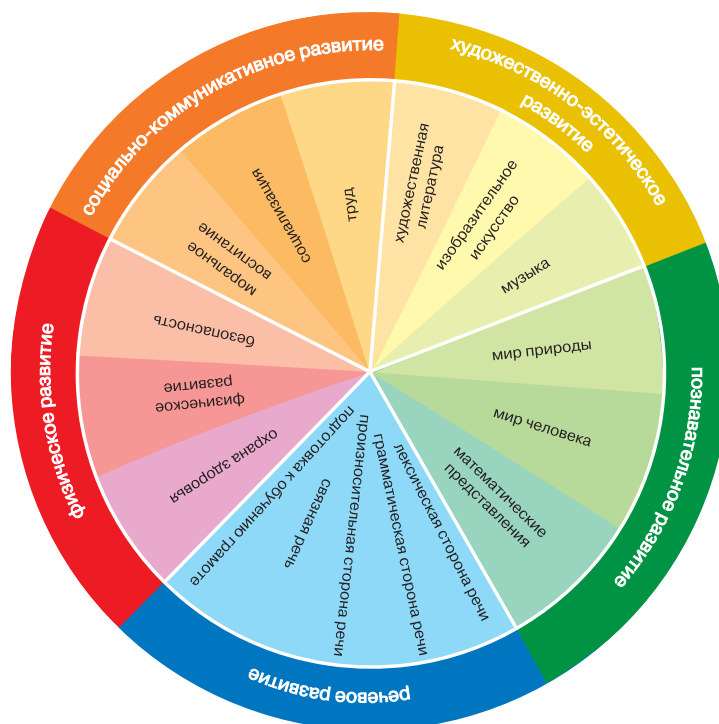 социально-коммуникативное развитие
моральное
воспитание
социализация
труд
художественно-эстетическое
развитие
художественная
литература
изобразительное
искусство
музыка
познавательное развитие
мир природы
мир человека
математические
представления
речевое развитие
лексическая сторона речи
грамматическая сторона речи
произносительная сторона речи
связная речь
подготовка к обучению грамоте
физическое развитие
охрана здоровья
физическое
развитие
безопасность